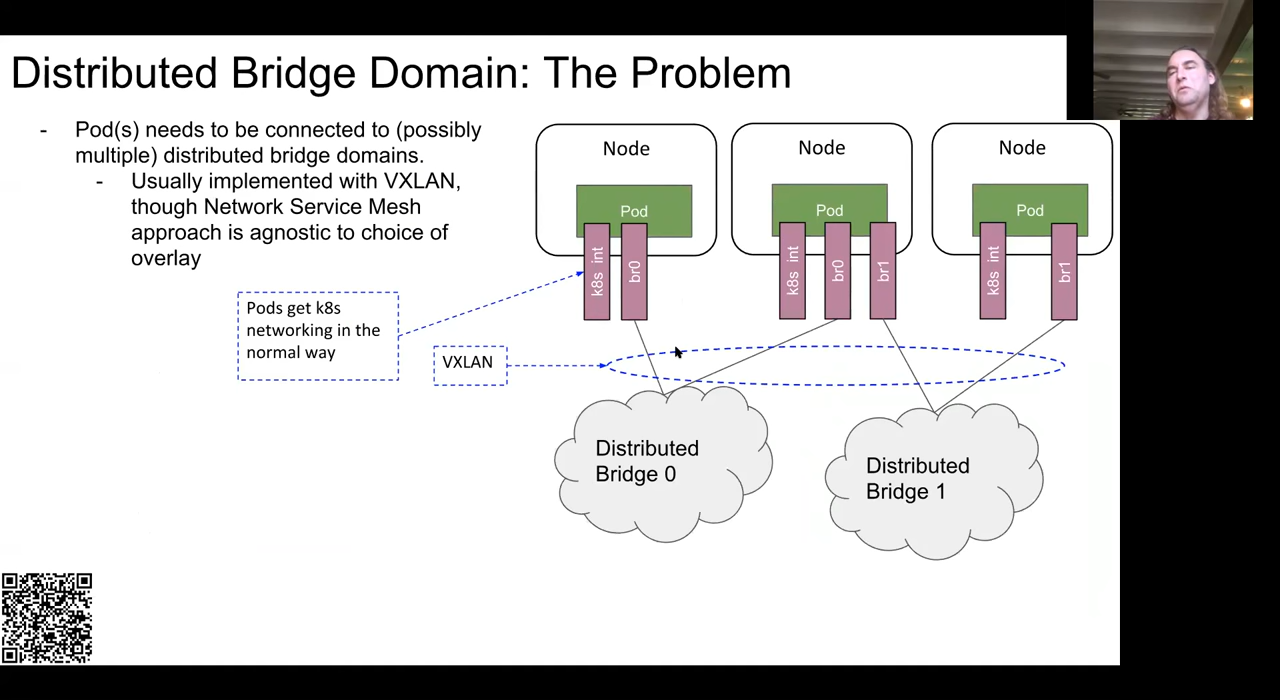 Distributed Bridge Domain: The Problem
- Pod(s) needs to be connected to (possibly
multiple) distributed bridge domains.
- Usually implemented with VXLAN,
though Network Service Mesh
approach is agnostic to choice of
overlay
Pods get k8s
networking in the
normal way
VXLAN
Node
Pod
k8s int
br0
Node
Pod
k8s int
br0
br1
Node
Pod
k8s int
br1
Distributed
Bridge 0
Distributed
Bridge 1